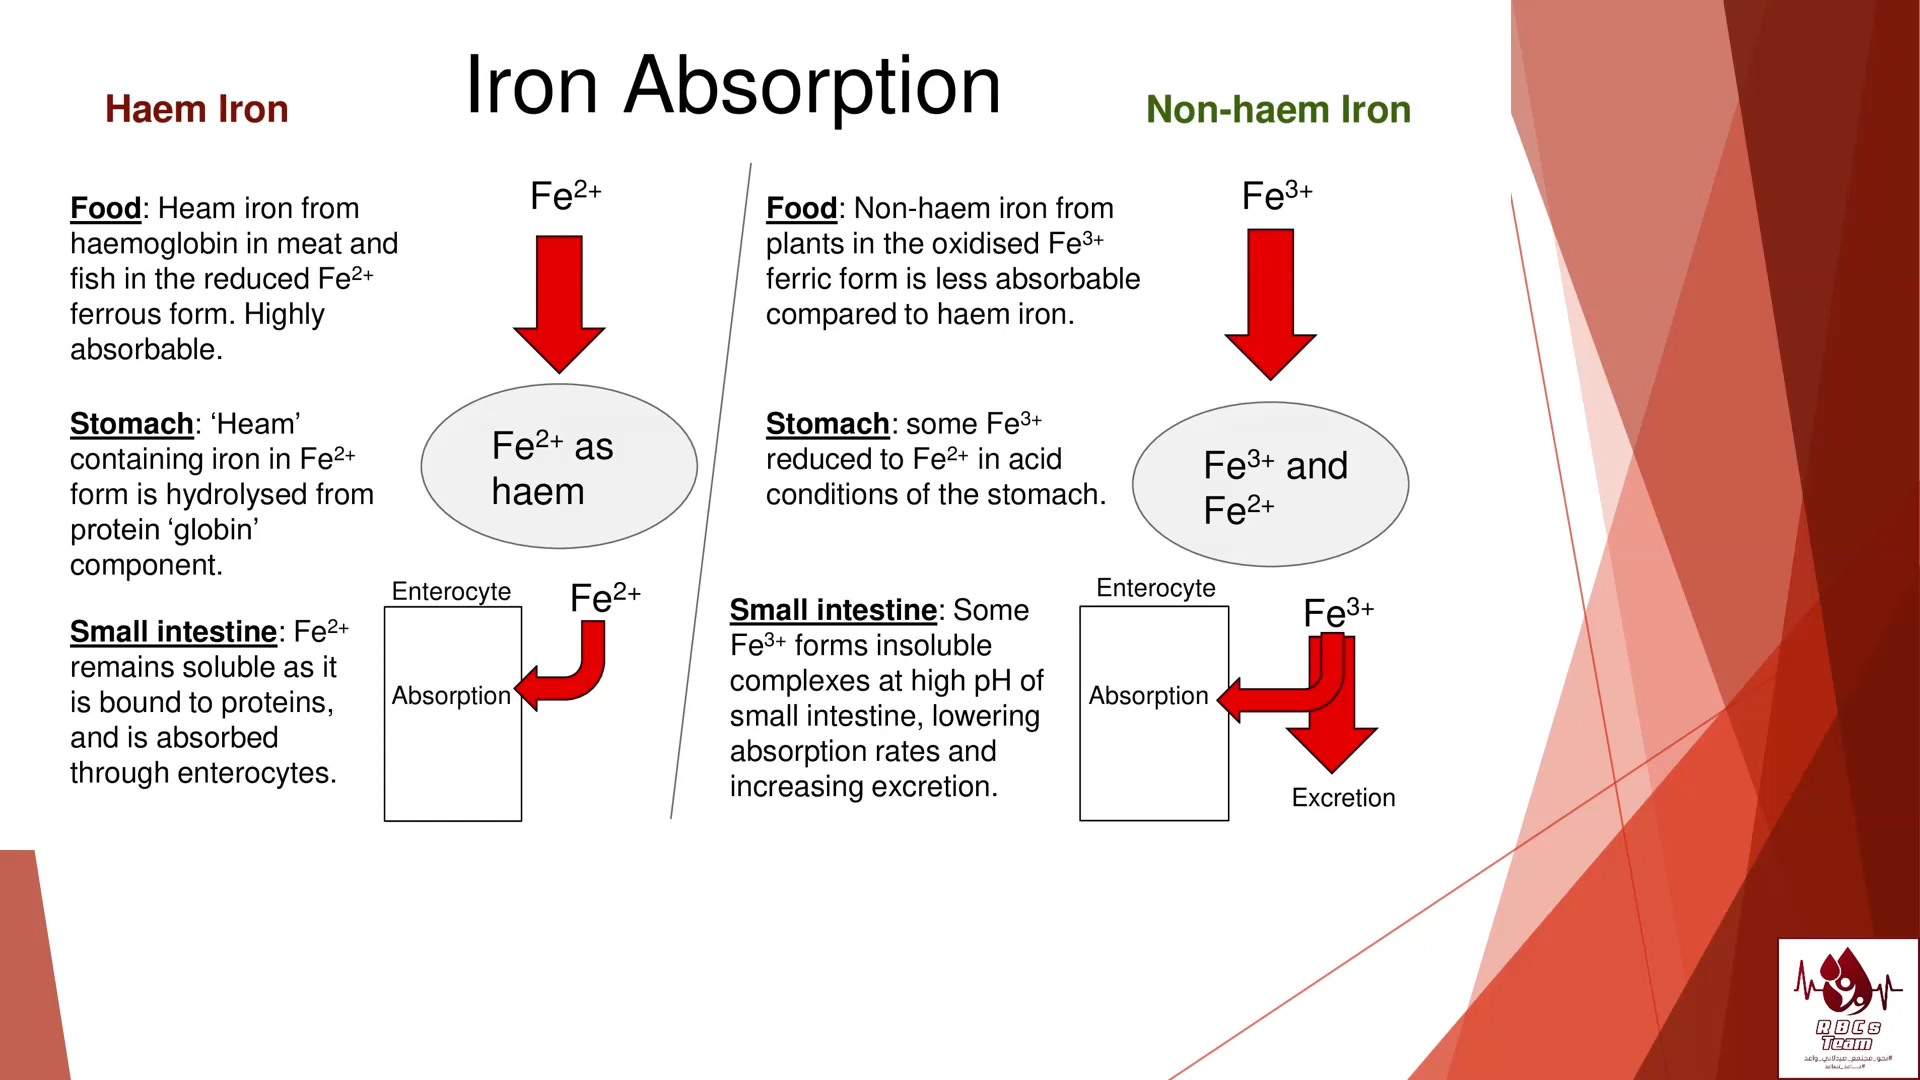 Iron Absorption
Haem Iron
Food: Heam iron from
haemoglobin in meat and
fish in the reduced Fe2+
ferrous form. Highly
absorbable.
Stomach: ‘Heam’
containing iron in Fe2+
form is hydrolysed from
protein ‘globin’
component.
Small intestine: Fe2+
remains soluble as it
is bound to proteins,
and is absorbed
through enterocytes.
Fe2+
Fe2+ as
haem
Enterocyte
Fe2+
Absorption
Non-haem Iron
Food: Non-haem iron from
plants in the oxidised Fe3+
ferric form is less absorbable
compared to haem iron.
Stomach: some Fe3+
reduced to Fe2+ in acid
conditions of the stomach.
Small intestine: Some
Fe3+ forms insoluble
complexes at high pH of
small intestine, lowering
absorption rates and
increasing excretion.
Fe3+
Fe3+ and
Fe2+
Enterocyte
Fe3+
Absorption
Excretion
RBCs
Team
#نحو_مجتمع_صيدلاني_واعد